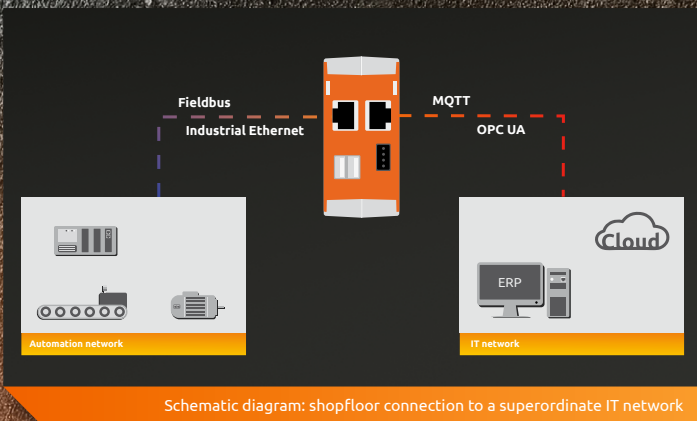 Fieldbus
Industrial Ethernet
MQTT
OPC UA
Cloud
ERP
Automation network
IT network
Schematic diagram: shopfloor connection to a superordinate IT network